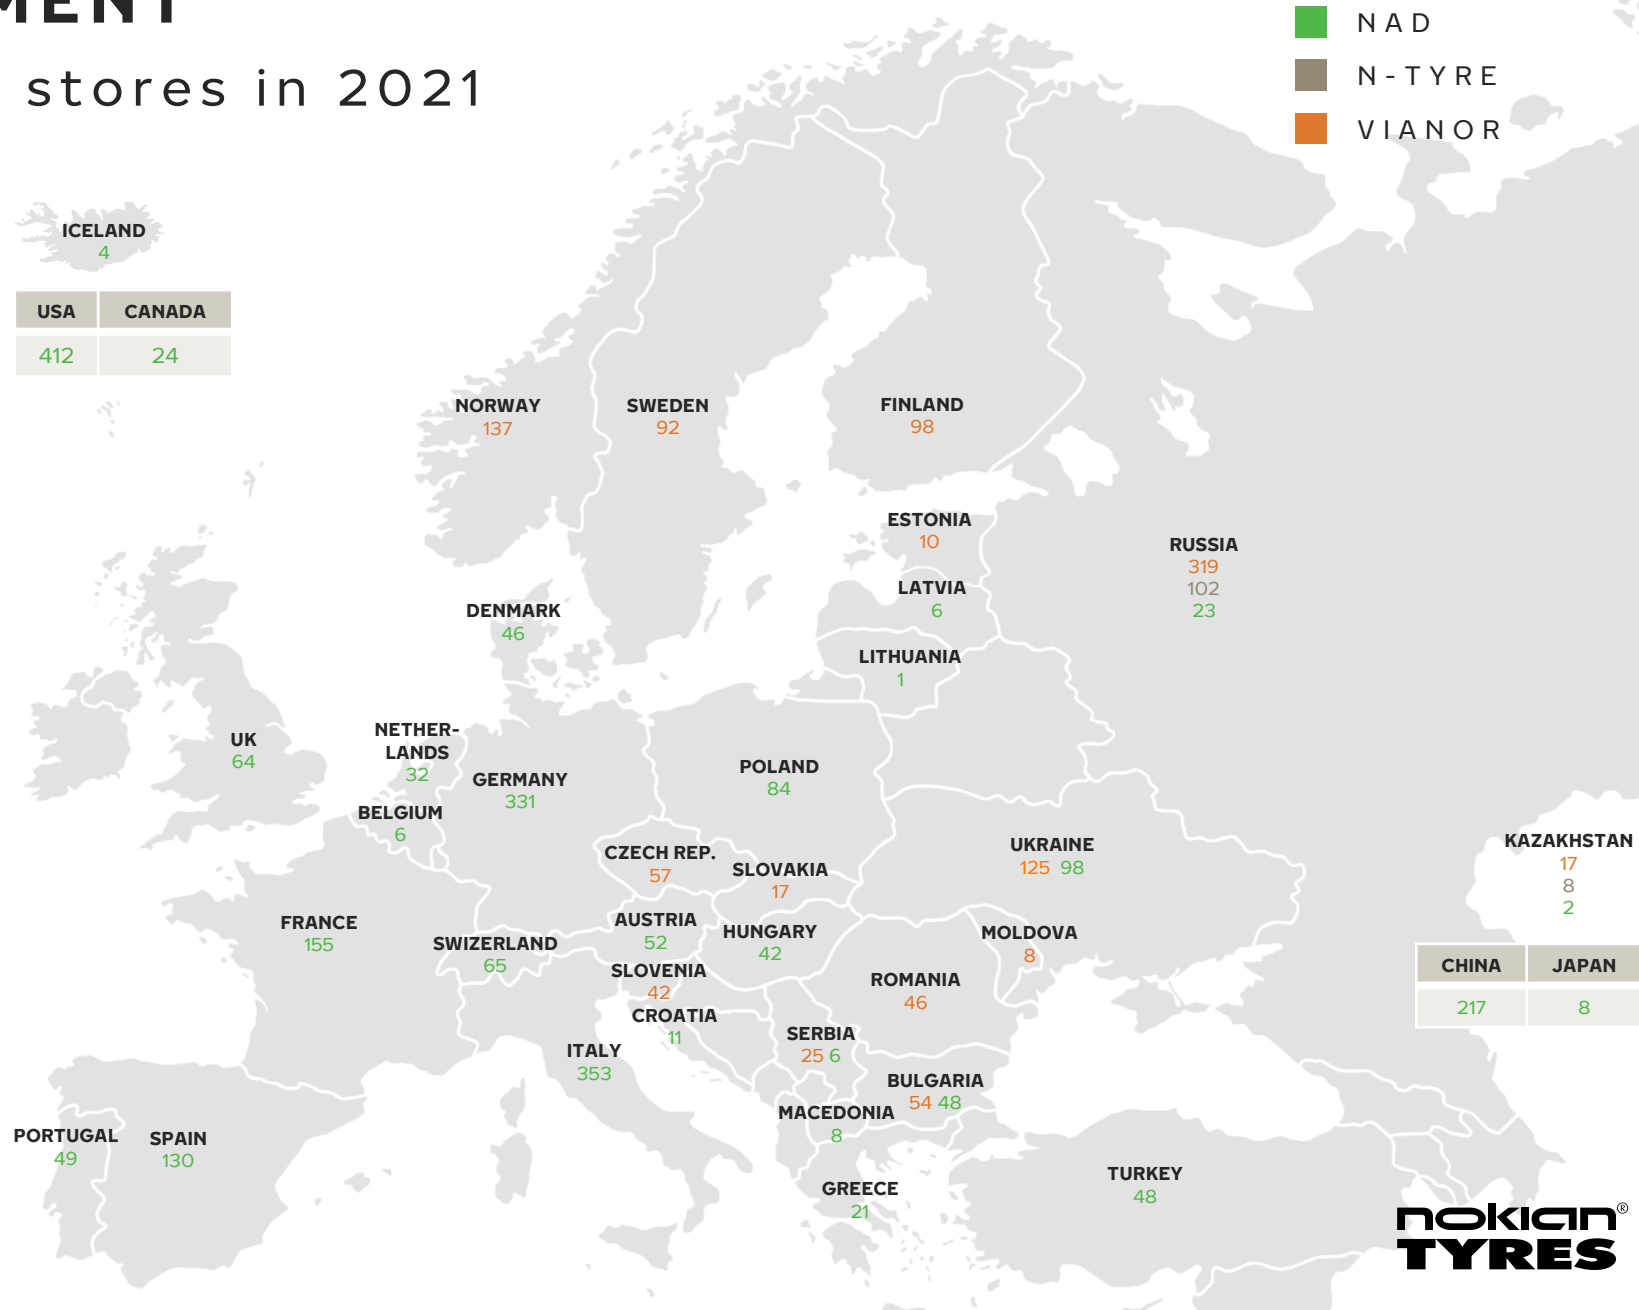 MENT
stores in 2021
NAD
N-TYRE
VIANOR
ICELAND
4
USA CANADA
412 24
NORWAY
137
SWEDEN
92
FINLAND
98
ESTONIA
10
LATVIA
6
LITHUANIA
1
RUSSIA
319
102
23
DENMARK
46
UK
64
NETHER-
LANDS
32
BELGIUM
6
GERMANY
331
POLAND
84
CZECH REP.
57
SLOVAKIA
17
UKRAINE
125 98
KAZAKHSTAN
17
8
2
CHINA JAPAN
217 8
FRANCE
155
SWIZERLAND
65
AUSTRIA
52
HUNGARY
42
SLOVENIA
42
CROATIA
11
MOLDOVA
8
ROMANIA
46
ITALY
353
SERBIA
25 6
BULGARIA
54 48
MACEDONIA
8
GREECE
21
PORTUGAL
49
SPAIN
130
TURKEY
48
nokian®
TYRES